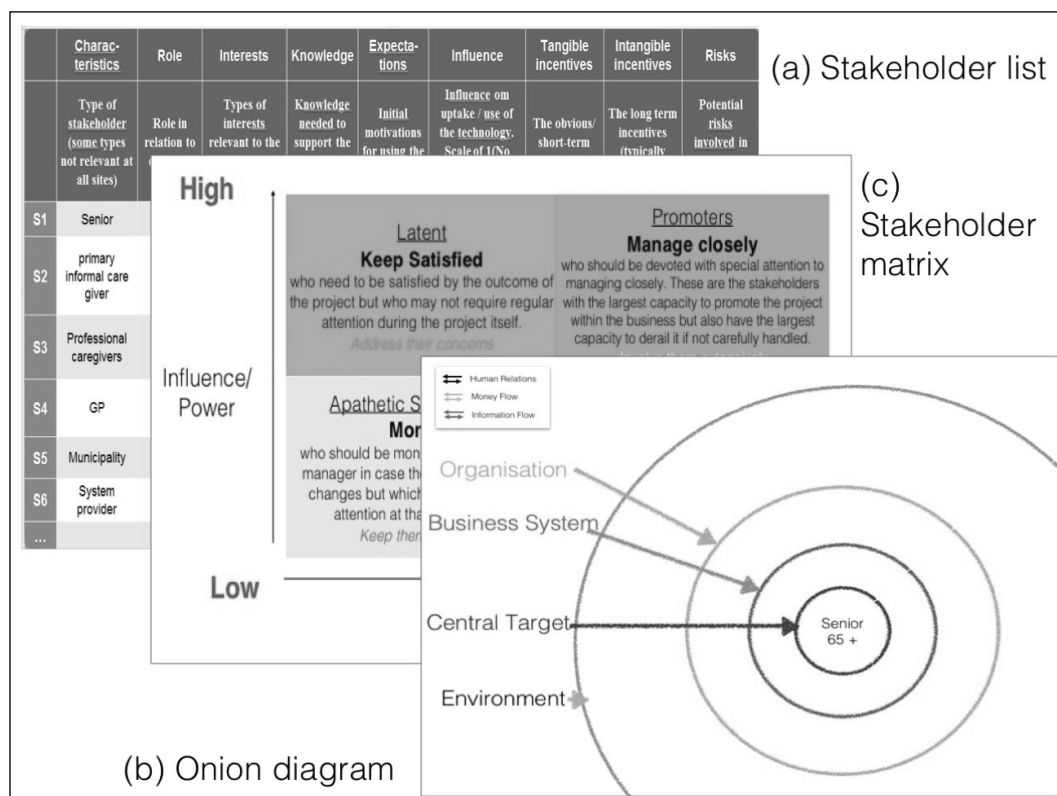 Charac-
teristics
Role
Interests
Knowledge
Expecta-
tions
Influence
Tangible
incentives
Intangible
incentives
Risks
Type of
stakeholder
(some types
not relevant at
all sites)
Role in
relation to
Types of
interests
relevant to the
Knowledge
needed to
support the
Initial
motivations
for using the
Influence om
uptake / use of
the technology.
Scale of 1(No
The obvious/
short-term
The long term
incentives
(typically
Potential
risks
involved in
S1 Senior
S2 primary
informal care
giver
S3 Professional
caregivers
S4 GP
S5 Municipality
S6 System
provider
...
(a) Stakeholder list
(c)
Stakeholder
matrix
High
Influence/
Power
Low
Latent
Keep Satisfied
who need to be satisfied by the outcome of
the project but who may not require regular
attention during the project itself.
Address their concerns
Promoters
Manage closely
who should be devoted with special attention to
managing closely. These are the stakeholders
with the largest capacity to promote the project
within the business but also have the largest
capacity to derail it if not carefully handled.
Apathetic S
Mor
who should be mon
manager in case the
changes but which
attention at tha
Keep ther
Human Relations
Money Flow
Information Flow
Organisation
Business System
Central Target
Environment
Senior
65 +
(b) Onion diagram